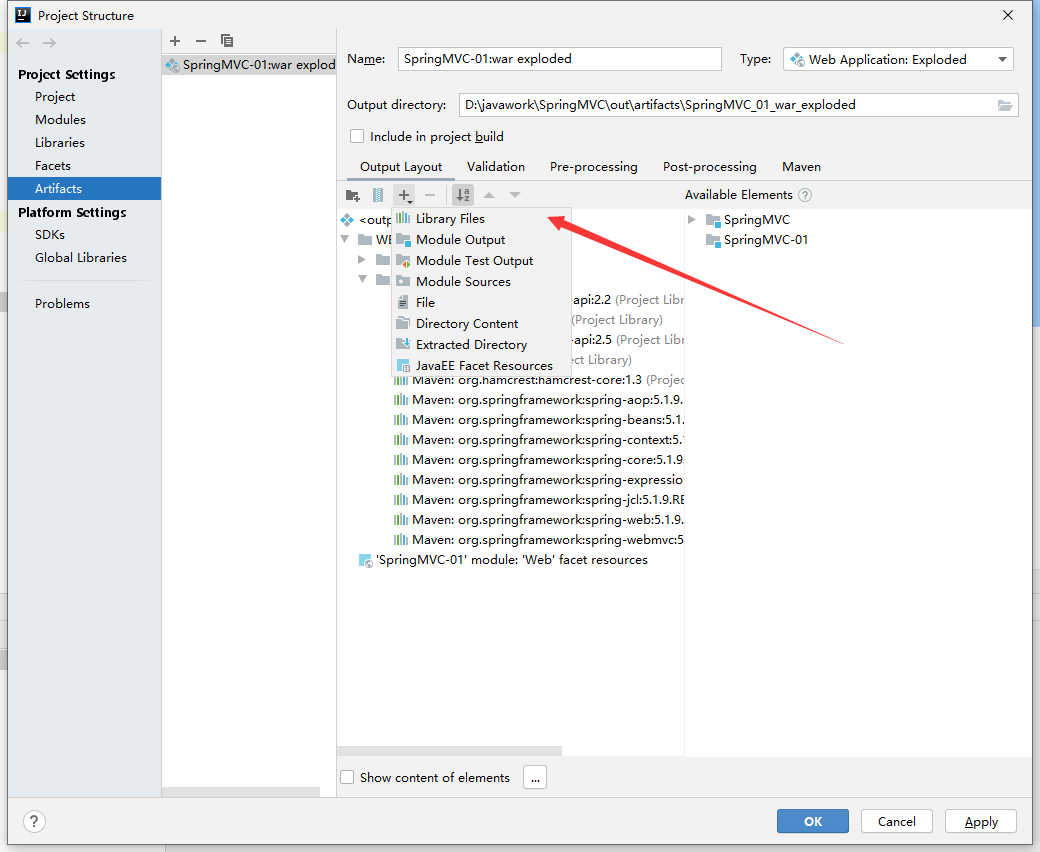 Project Structure
Project Settings
Project
Modules
Libraries
Facets
Artifacts
Platform Settings
SDKs
Global Libraries
Problems
SpringMVC-01:war explod
Name: SpringMVC-01:war exploded Type: Web Application: Exploded
Output directory: D:\javawork\SpringMVC\out\artifacts\SpringMVC_01_war_exploded
Include in project build
Output Layout Validation Pre-processing Post-processing Maven
Available Elements ?
<outp
WE
Library Files
Module Output
Module Test Output
Module Sources
File
Directory Content
Extracted Directory
JavaEE Facet Resources
SpringMVC
SpringMVC-01
api:2.2 (Project Libr
(Project Library)
-api:2.5 (Project Libr
ct Library)
Maven: org.hamcrest:hamcrest-core:1.3 (Projec
Maven: org.springframework:spring-aop:5.1.9.
Maven: org.springframework:spring-beans:5.1.
Maven: org.springframework:spring-context:5.
Maven: org.springframework:spring-core:5.1.9
Maven: org.springframework:spring-expressio
Maven: org.springframework:spring-jcl:5.1.9.RE
Maven: org.springframework:spring-web:5.1.9.
Maven: org.springframework:spring-webmvc:5
'SpringMVC-01' module: 'Web' facet resources
Show content of elements ...
? OK Cancel Apply